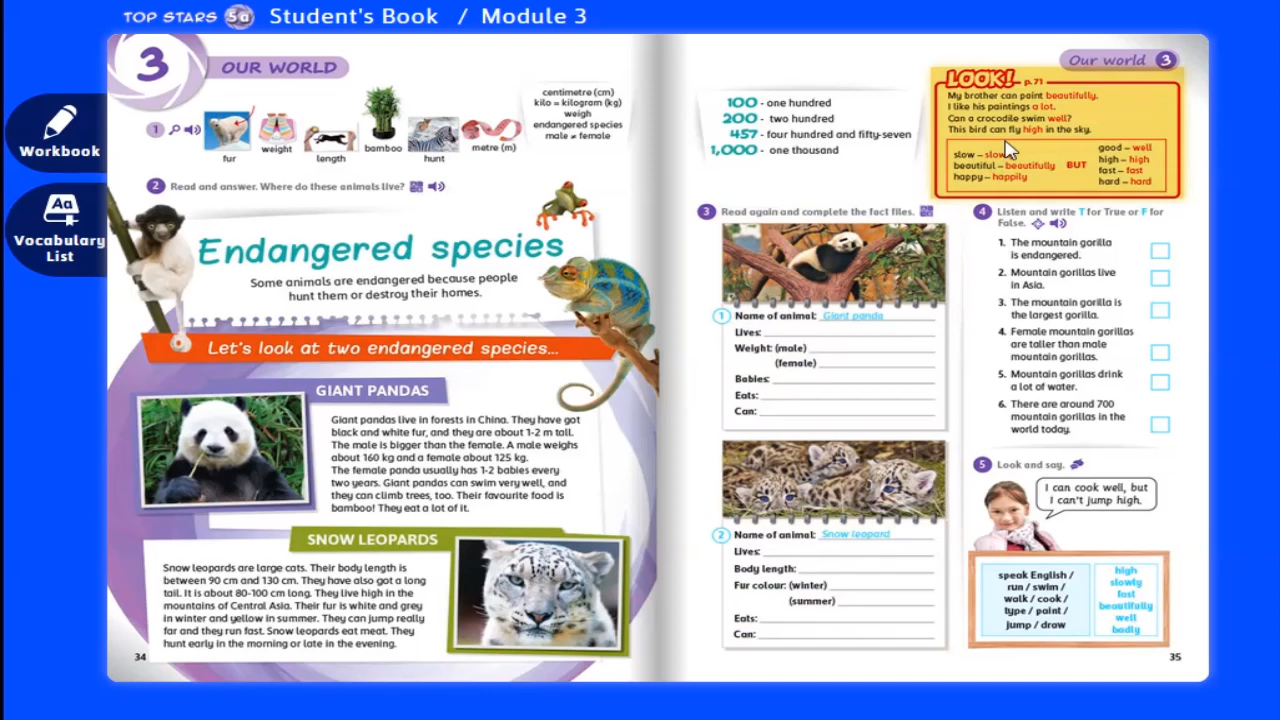 TOP STARS 5a Student's Book / Module 3
Workbook
Vocabulary
List
3 OUR WORLD
1
fur
weight
length
bamboo
hunt
metre (m)
centimetre (cm)
kilo = kilogram (kg)
weigh
endangered species
male ≠ female
2 Read and answer. Where do these animals live?
Endangered species
Some animals are endangered because people
hunt them or destroy their homes.
Let's look at two endangered species...
GIANT PANDAS
Giant pandas live in forests in China. They have got
black and white fur, and they are about 1-2 m tall.
The male is bigger than the female. A male weighs
about 160 kg and a female about 125 kg.
The female panda usually has 1-2 babies every
two years. Giant pandas can swim very well, and
they can climb trees, too. Their favourite food is
bamboo! They eat a lot of it.
SNOW LEOPARDS
Snow leopards are large cats. Their body length is
between 90 cm and 130 cm. They have also got a long
tail. It is about 80-100 cm long. They live high in the
mountains of Central Asia. Their fur is white and grey
in winter and yellow in summer. They can jump really
far and they run fast. Snow leopards eat meat. They
hunt early in the morning or late in the evening.
34
Our world 3
100 - one hundred
200 - two hundred
457 - four hundred and fifty-seven
1,000 - one thousand
LOOK! p. 71
My brother can paint beautifully.
I like his paintings a lot.
Can a crocodile swim well?
This bird can fly high in the sky.
slow –
beautiful – beautifully
happy – happily
BUT
good – well
high – high
fast – fast
hard – hard
3 Read again and complete the fact files.
1 Name of animal: Giant panda
Lives:
Weight: (male)
(female)
Babies:
Eats:
Can:
2 Name of animal: Snow leopard
Lives:
Body length:
Fur colour: (winter)
(summer)
Eats:
Can:
4 Listen and write T for True or F for
False.
1. The mountain gorilla
is endangered.
2. Mountain gorillas live
in Asia.
3. The mountain gorilla is
the largest gorilla.
4. Female mountain gorillas
are taller than male
mountain gorillas.
5. Mountain gorillas drink
a lot of water.
6. There are around 700
mountain gorillas in the
world today.
5 Look and say.
I can cook well, but
I can't jump high.
speak English /
run / swim /
walk / cook /
type / paint /
jump / draw
high
slowly
fast
beautifully
well
badly
35